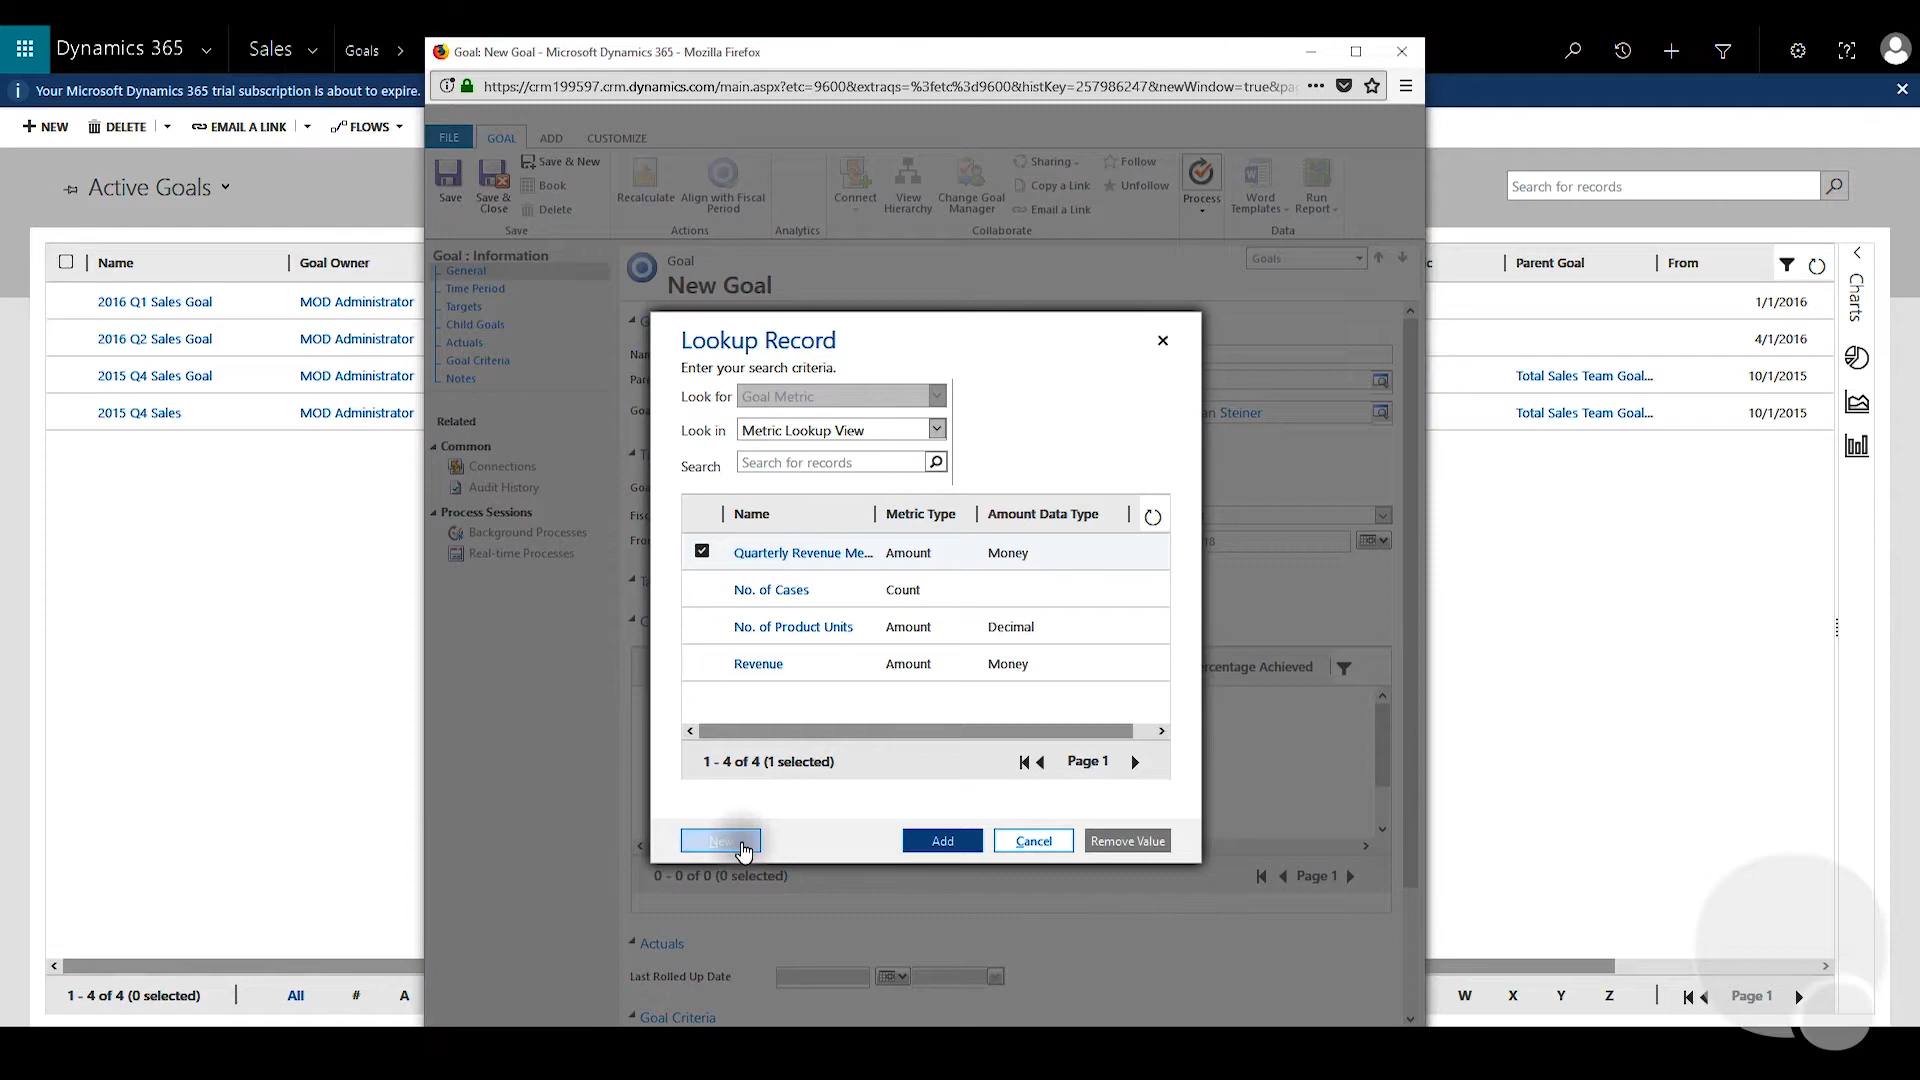 Dynamics 365
Sales
Goals
Goal: New Goal - Microsoft Dynamics 365 - Mozilla Firefox
https://crm199597.crm.dynamics.com/main.aspx?etc=9600&extraqs=%3fetc%3d9600&histKey=257986247&newWindow=true&pa
Your Microsoft Dynamics 365 trial subscription is about to expire.
NEW
DELETE
EMAIL A LINK
FLOWS
FILE
GOAL
ADD
CUSTOMIZE
Save
Save & Close
Save & New
Book
Delete
Save
Recalculate
Align with Fiscal Period
Actions
Analytics
Connect
View Hierarchy
Change Goal Manager
Sharing
Copy a Link
Email a Link
Follow
Unfollow
Collaborate
Process
Word Templates
Run Report
Data
Active Goals
Search for records
Name
Goal Owner
Parent Goal
From
2016 Q1 Sales Goal
MOD Administrator
1/1/2016
2016 Q2 Sales Goal
MOD Administrator
4/1/2016
2015 Q4 Sales Goal
MOD Administrator
Total Sales Team Goal...
10/1/2015
2015 Q4 Sales
MOD Administrator
Total Sales Team Goal...
10/1/2015
Charts
Goal : Information
General
Time Period
Targets
Child Goals
Actuals
Goal Criteria
Notes
Related
Common
Connections
Audit History
Process Sessions
Background Processes
Real-time Processes
Goal
New Goal
Goals
Steiner
Lookup Record
Enter your search criteria.
Look for
Goal Metric
Look in
Metric Lookup View
Search
Search for records
Name
Metric Type
Amount Data Type
Quarterly Revenue Me...
Amount
Money
No. of Cases
Count
No. of Product Units
Amount
Decimal
Revenue
Amount
Money
1 - 4 of 4 (1 selected)
Page 1
New
Add
Cancel
Remove Value
Achieved
0 - 0 of 0 (0 selected)
Page 1
Actuals
Last Rolled Up Date
Goal Criteria
1 - 4 of 4 (0 selected)
All
#
A
W
X
Y
Z
Page 1